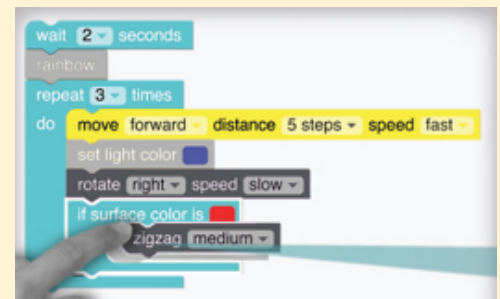 wait 2 seconds
rainbow
repeat 3 times
do move forward distance 5 steps speed fast
set light color
rotate right speed slow
if surface color is
zigzag medium